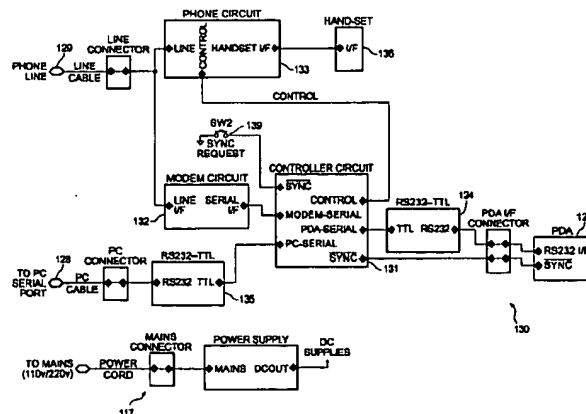 PHONE CIRCUIT
HAND-SET
LINE
CONNECTOR
129
LINE
CONTROL
HANDSET I/F
I/F
136
PHONE
LINE
LINE
CABLE
133
CONTROL
SW2
139
SYNC
REQUEST
CONTROLLER CIRCUIT
MODEM CIRCUIT
SYNC
RS232-TTL
124
LINE
I/F
SERIAL
I/F
CONTROL
PDA I/F
CONNECTOR
PDA
132
MODEM-SERIAL
PDA-SERIAL
TTL
RS232
128
PC
CONNECTOR
RS232-TTL
PC-SERIAL
RS232 I/F
SYNC
131
SYNC
TO PC
SERIAL
PORT
PC
CABLE
RS232
TTL
135
130
MAINS
CONNECTOR
POWER SUPPLY
DC
SUPPLIES
TO MAINS
(110v/220v)
POWER
CORD
MAINS
DCOUT
117